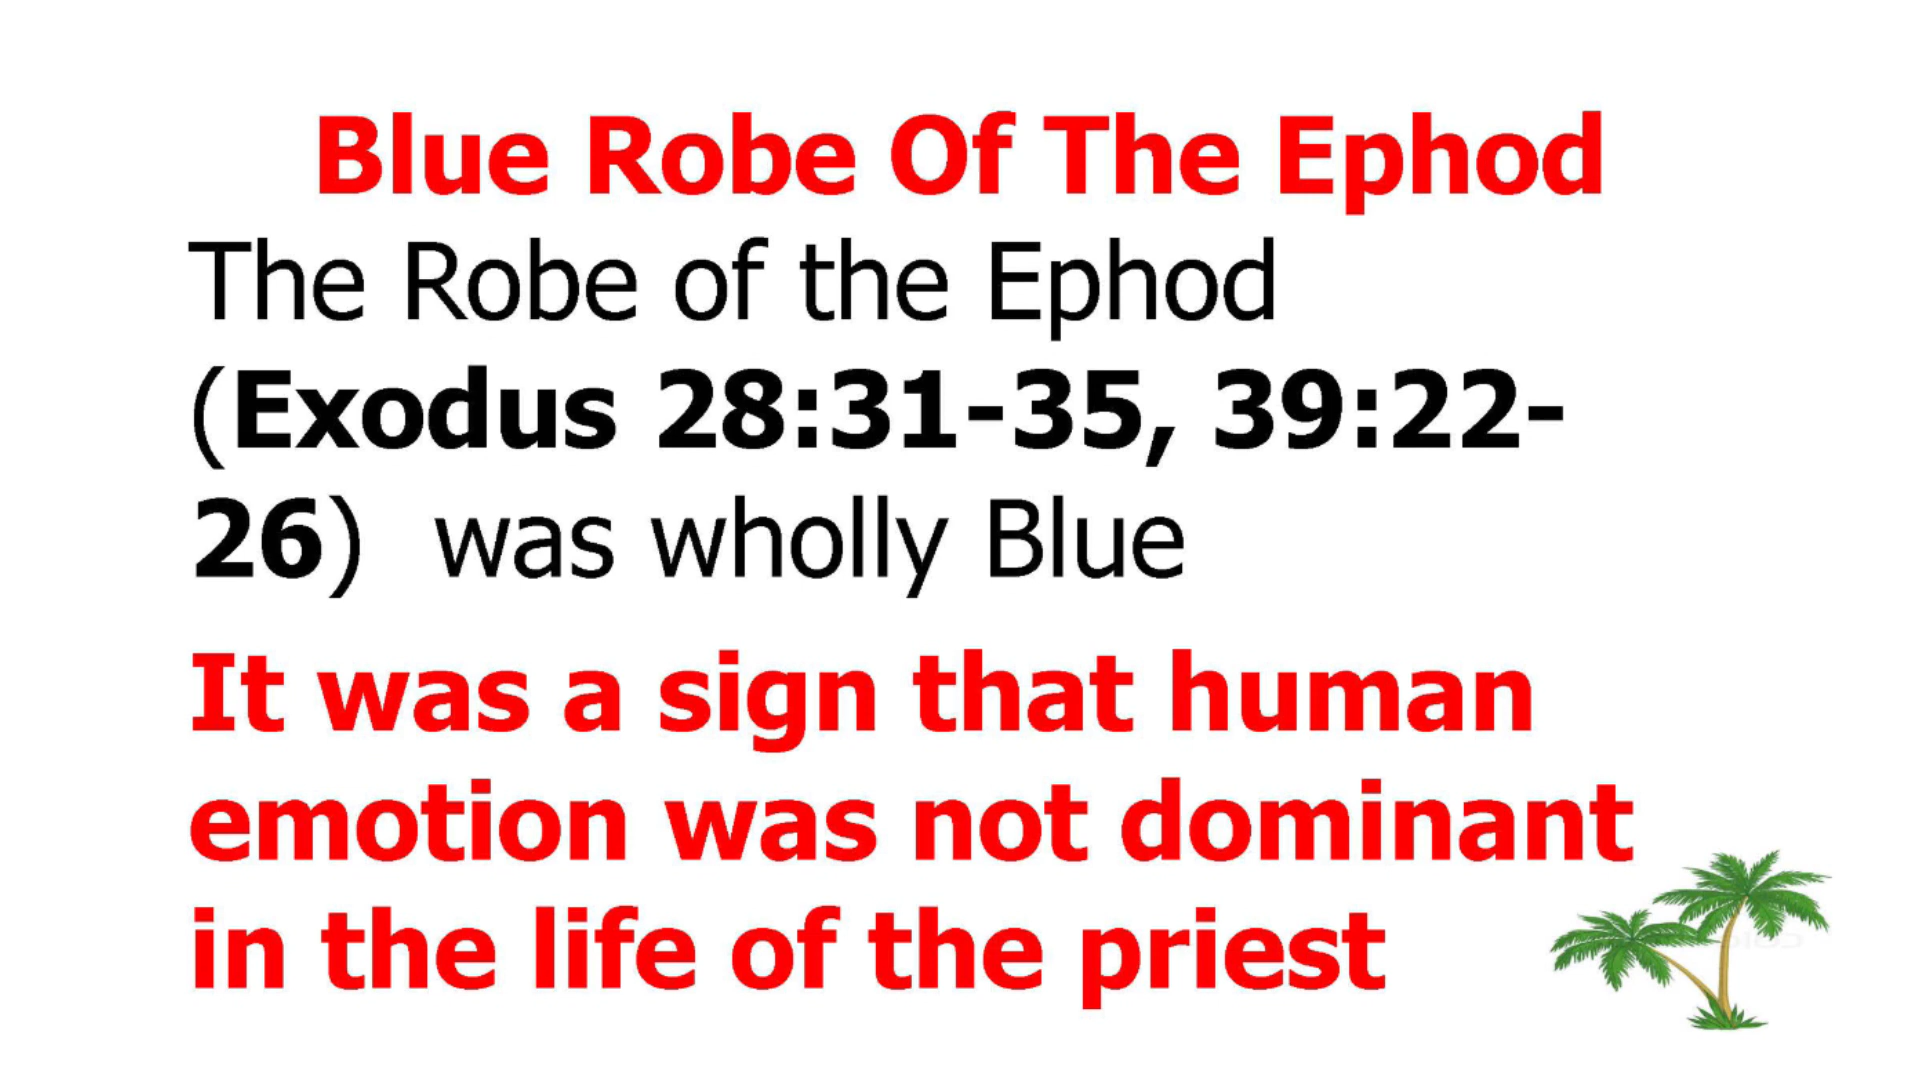 Blue Robe Of The Ephod
The Robe of the Ephod
(Exodus 28:31-35, 39:22-
26)  was wholly Blue
It was a sign that human
emotion was not dominant
in the life of the priest